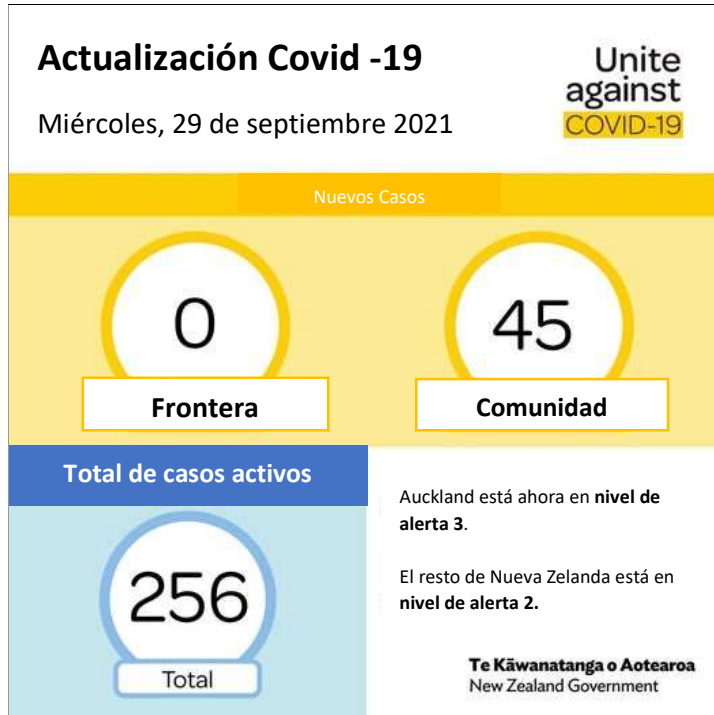 Actualización Covid -19
Miércoles, 29 de septiembre 2021
Unite
against
COVID-19
Nuevos Casos
0
Frontera
45
Comunidad
Total de casos activos
256
Total
Auckland está ahora en nivel de
alerta 3.
El resto de Nueva Zelanda está en
nivel de alerta 2.
Te Kāwanatanga o Aotearoa
New Zealand Government